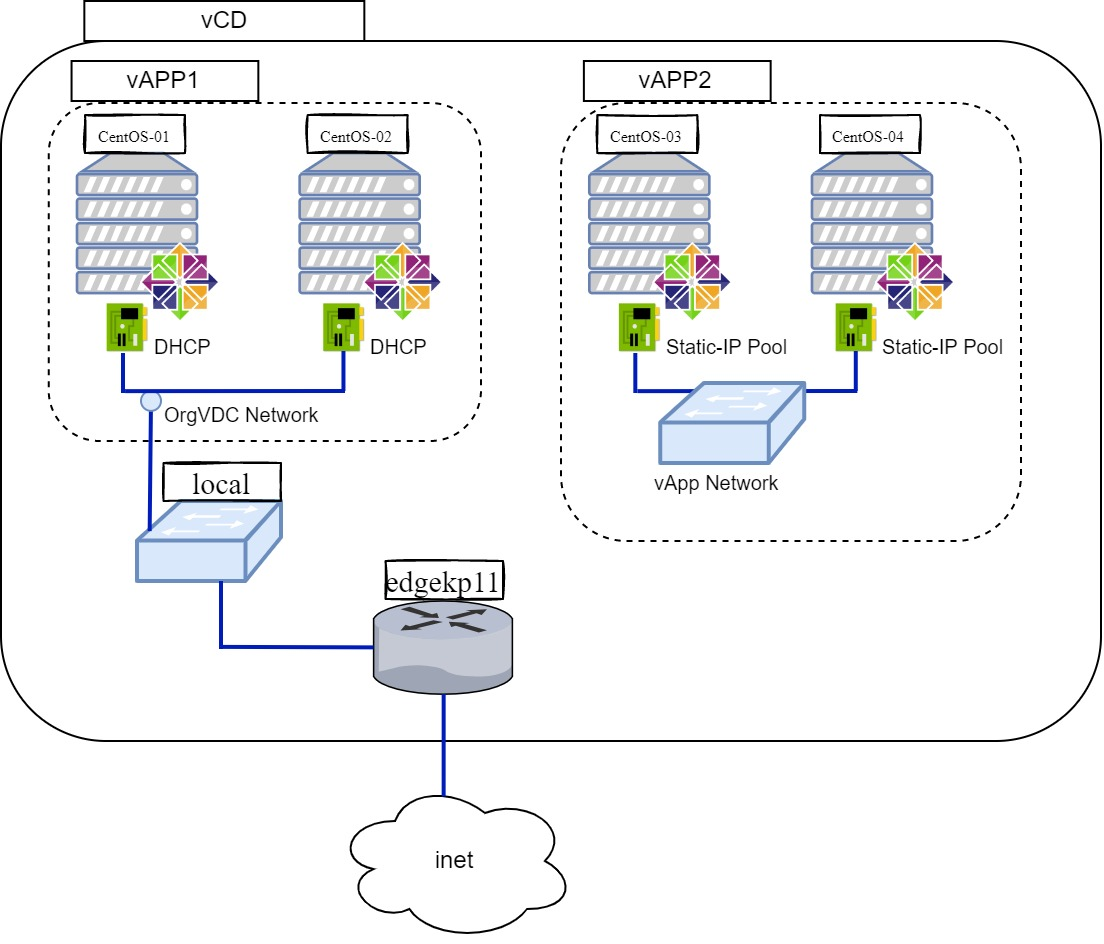 vCD
vAPP1
vAPP2
CentOS-01
CentOS-02
CentOS-03
CentOS-04
DHCP
DHCP
Static-IP Pool
Static-IP Pool
OrgVDC Network
vApp Network
local
edgekp11
inet